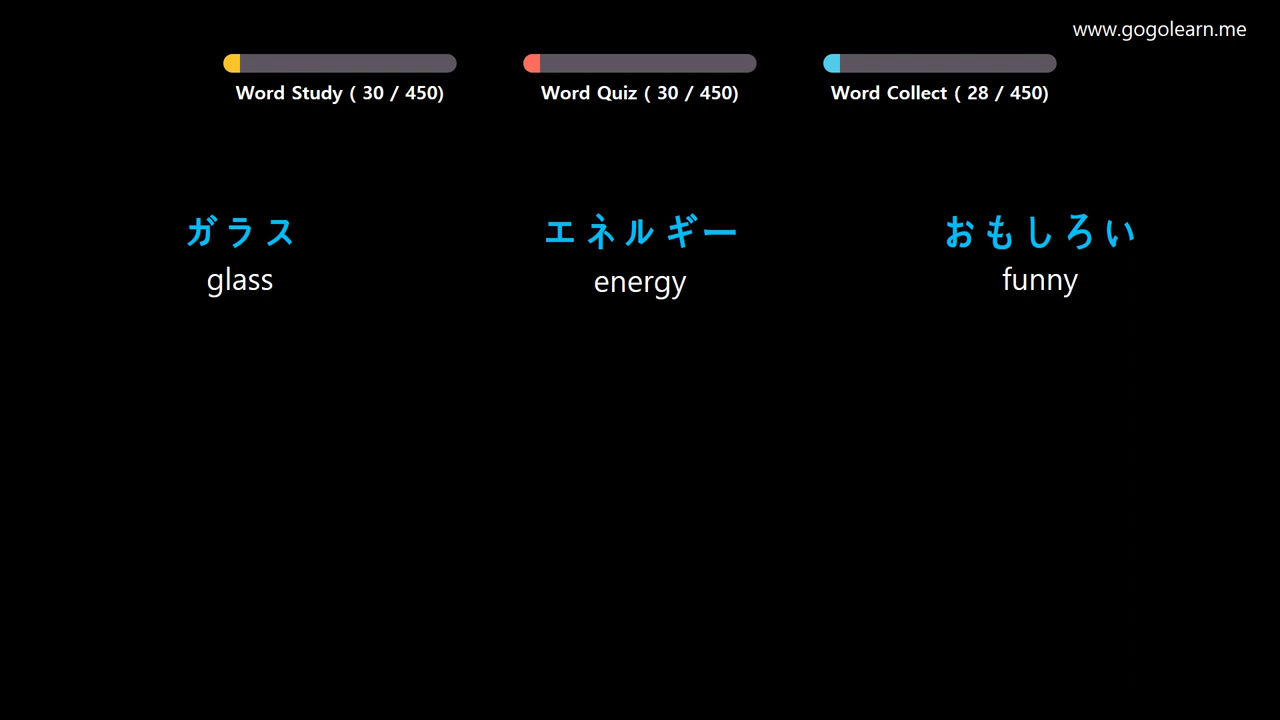 www.gogolearn.me
Word Study ( 30 / 450)
Word Quiz ( 30 / 450)
Word Collect ( 28 / 450)
ガラス
glass
エネルギー
energy
おもしろい
funny